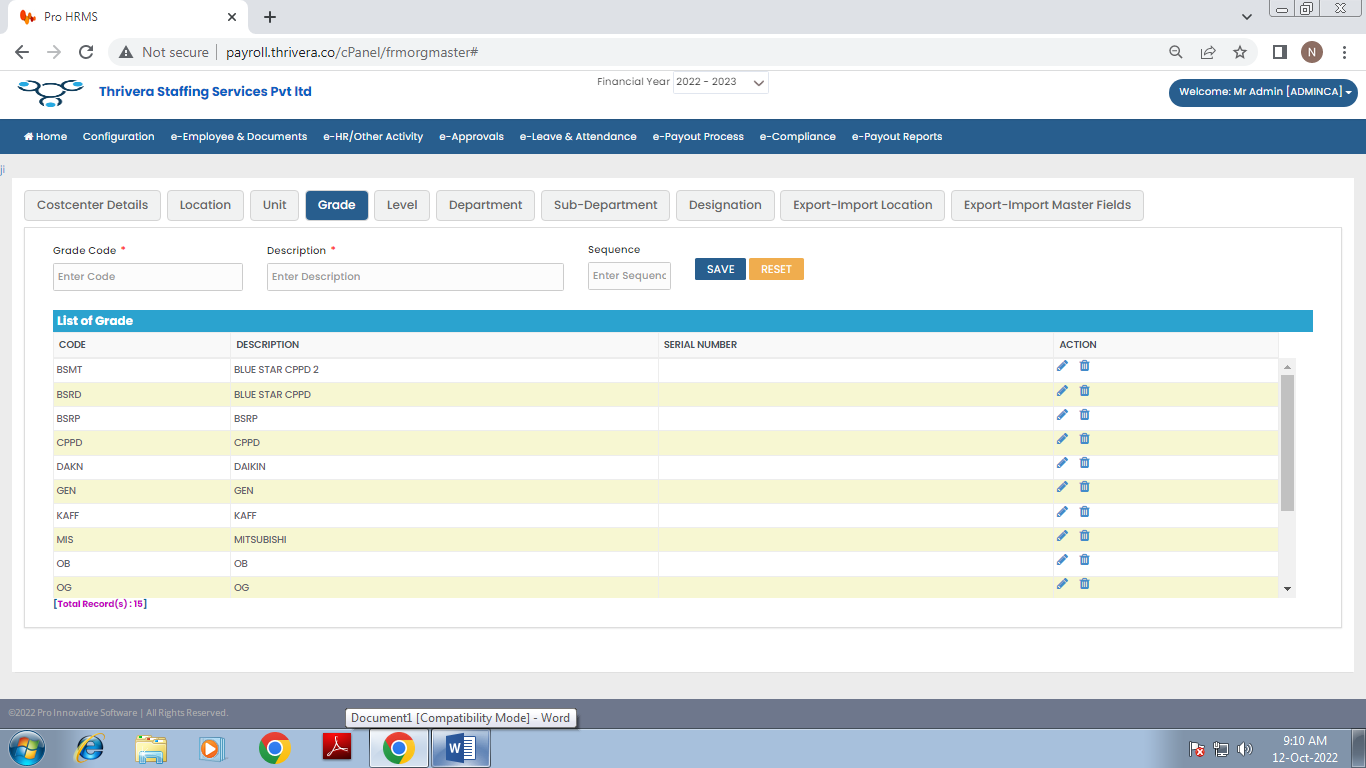 Pro HRMS
Not secure payroll.thrivera.co/cPanel/frmorgmaster# N
Thrivera Staffing Services Pvt ltd
Financial Year 2022 - 2023
Welcome: Mr Admin [ADMINCA]
Home Configuration e-Employee & Documents e-HR/Other Activity e-Approvals e-Leave & Attendance e-Payout Process e-Compliance e-Payout Reports
ji
Costcenter Details Location Unit Grade Level Department Sub-Department Designation Export-Import Location Export-Import Master Fields
Grade Code * Description * Sequence
Enter Code Enter Description Enter Sequenc SAVE RESET
List of Grade
CODE DESCRIPTION SERIAL NUMBER ACTION
BSMT BLUE STAR CPPD 2
BSRD BLUE STAR CPPD
BSRP BSRP
CPPD CPPD
DAKN DAIKIN
GEN GEN
KAFF KAFF
MIS MITSUBISHI
OB OB
OG OG
[Total Record(s) : 15]
©2022 Pro Innovative Software | All Rights Reserved.
Document1 [Compatibility Mode] - Word
9:10 AM
12-Oct-2022